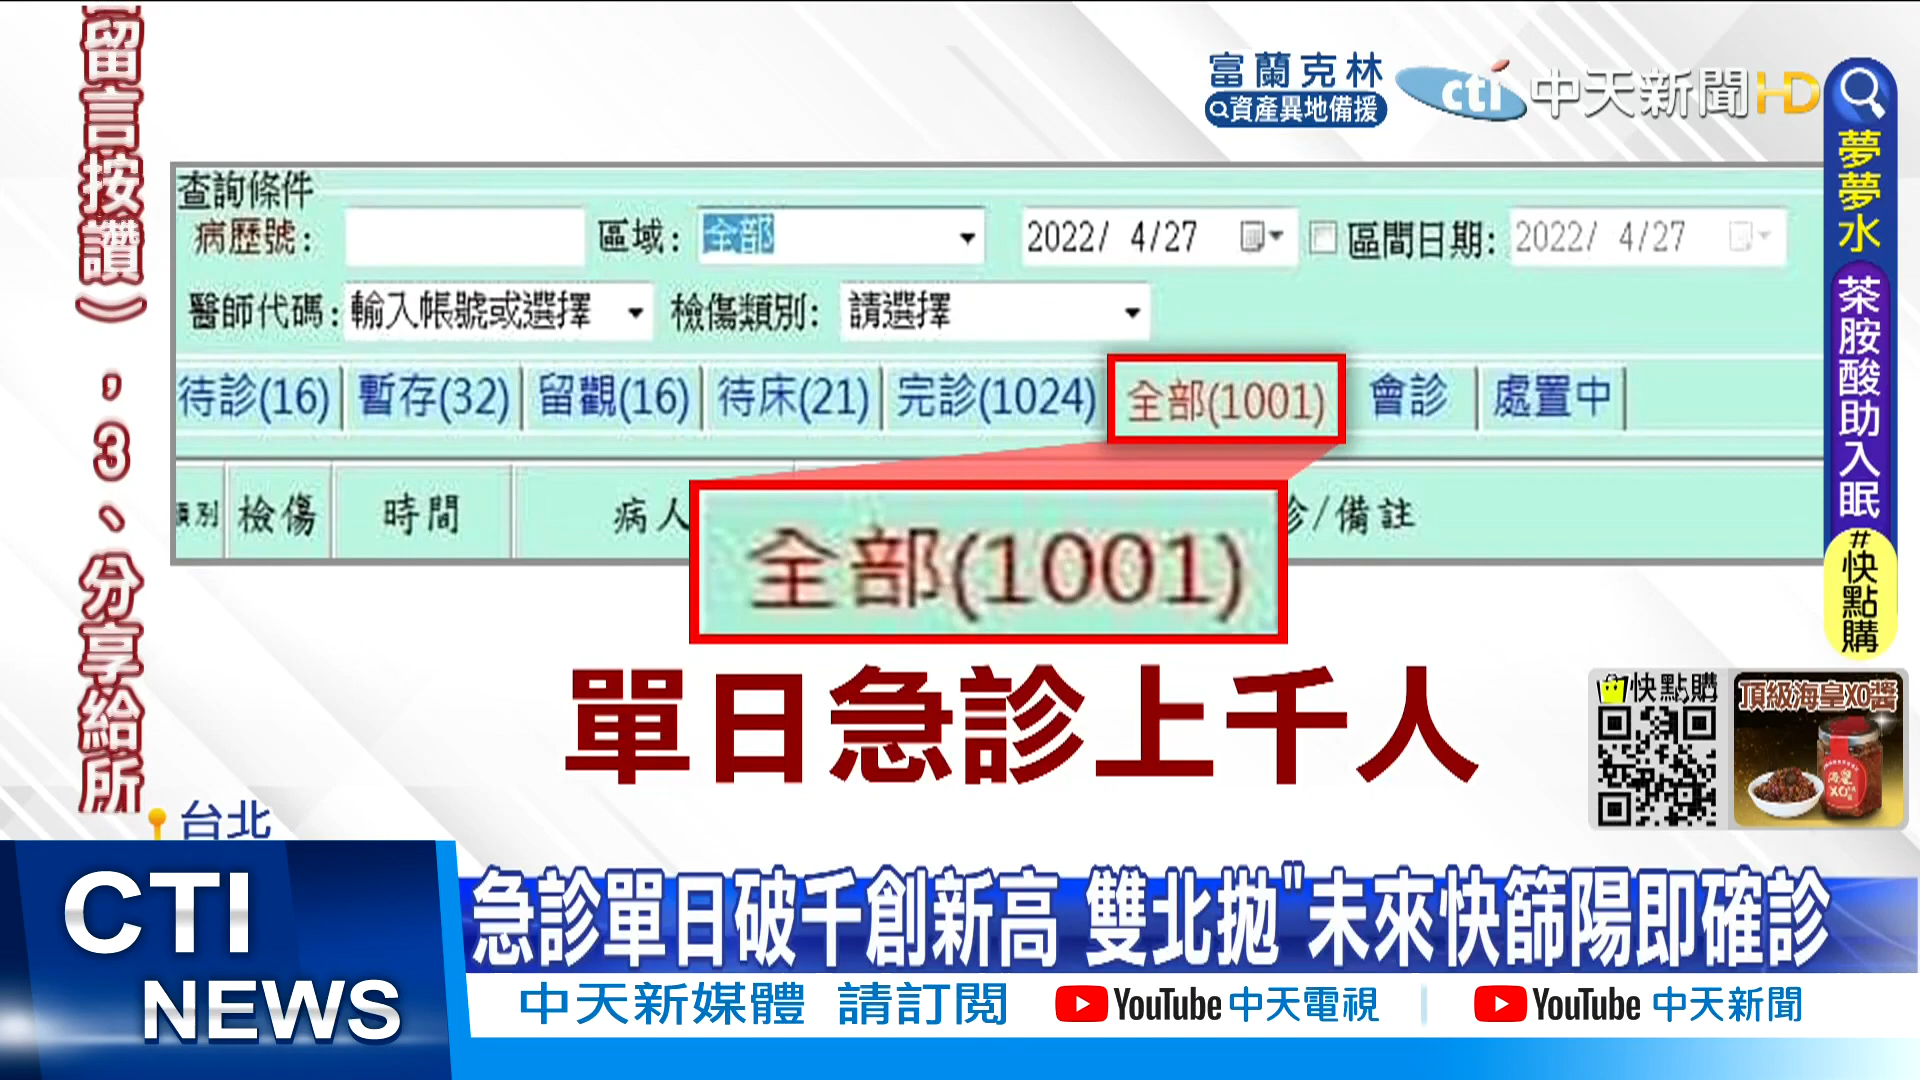 留言按讚》，3、分享給所
富蘭克林
資產異地備援
cti 中天新聞HD
夢夢水
茶胺酸助入眠
#快點購
查詢條件
病歷號: 區域: 全部 2022/ 4/27 區間日期: 2022/ 4/27
醫師代碼: 輸入帳號或選擇 檢傷類別: 請選擇
待診(16) 暫存(32) 留觀(16) 待床(21) 完診(1024) 全部(1001) 會診 處置中
類別 檢傷 時間 病人 診/備註
全部(1001)
單日急診上千人
快點購 頂級海皇XO醬
台北
CTI NEWS
急診單日破千創新高 雙北拋"未來快篩陽即確診
中天新媒體 請訂閱 YouTube 中天電視 YouTube 中天新聞